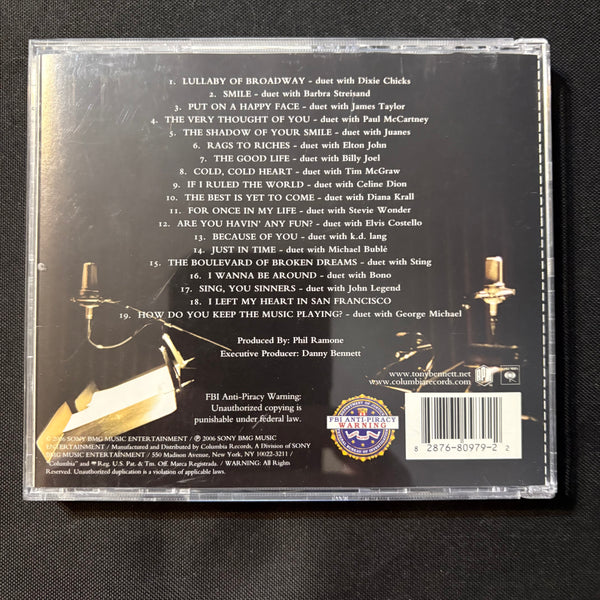 1. LULLABY OF BROADWAY – duet with Dixie Chicks
2. SMILE – duet with Barbra Streisand
3. PUT ON A HAPPY FACE – duet with James Taylor
4. THE VERY THOUGHT OF YOU – duet with Paul McCartney
5. THE SHADOW OF YOUR SMILE – duet with Juanes
6. RAGS TO RICHES – duet with Elton John
7. THE GOOD LIFE – duet with Billy Joel
8. COLD, COLD HEART – duet with Tim McGraw
9. IF I RULED THE WORLD – duet with Celine Dion
10. THE BEST IS YET TO COME – duet with Diana Krall
11. FOR ONCE IN MY LIFE – duet with Stevie Wonder
12. ARE YOU HAVIN' ANY FUN? – duet with Elvis Costello
13. BECAUSE OF YOU – duet with k.d. lang
14. JUST IN TIME – duet with Michael Bublé
15. THE BOULEVARD OF BROKEN DREAMS – duet with Sting
16. I WANNA BE AROUND – duet with Bono
17. SING, YOU SINNERS – duet with John Legend
18. I LEFT MY HEART IN SAN FRANCISCO
19. HOW DO YOU KEEP THE MUSIC PLAYING? – duet with George Michael
Produced By: Phil Ramone
Executive Producer: Danny Bennett
www.tonybennett.net
www.columbiarecords.com
FBI Anti-Piracy Warning:
Unauthorized copying is
punishable under federal law.
FBI ANTI-PIRACY
WARNING
© 2006 SONY BMG MUSIC ENTERTAINMENT / ℗ 2006 SONY BMG MUSIC
ENTERTAINMENT / Manufactured and Distributed by Columbia Records, A Division of SONY
BMG MUSIC ENTERTAINMENT / 550 Madison Avenue, New York, NY 10022-3211 /
"Columbia" and Reg. U.S. Pat. & Tm. Off. Marca Registrada. / WARNING: All Rights
Reserved. Unauthorized duplication is a violation of applicable laws.
8 2876-80979-2 2